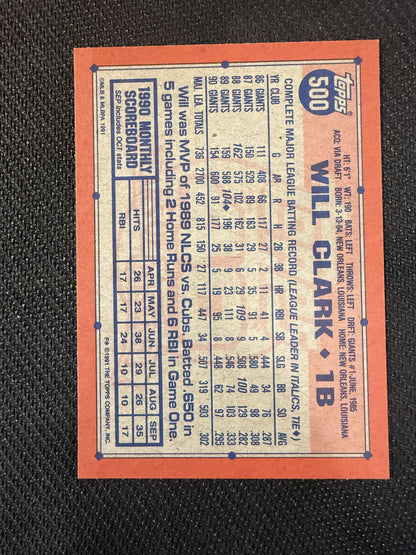 Topps
500
WILL CLARK ♦ 1B
HT: 6'1" WT: 190 BATS: LEFT THROWS: LEFT DRFT: GIANTS #1-JUNE, 1985
ACQ: VIA DRAFT BORN: 3-13-64, NEW ORLEANS, LOUISIANA HOME: NEW ORLEANS, LOUISIANA
COMPLETE MAJOR LEAGUE BATTING RECORD (LEAGUE LEADER IN ITALICS, TIE♦)
YR CLUB G AB R H 2B 3B HR RBI SB SLG BB SO AVG
86 GIANTS 111 408 66 117 27 2 11 41 4 .444 34 76 .287
87 GIANTS 150 529 89 163 29 5 35 91 5 .580 49 98 .308
88 GIANTS 162 575 102 162 31 6 29 109 9 .508 100 129 .282
89 GIANTS 159 588 104♦ 196 38 9 23 111 8 .546 74 103 .333
90 GIANTS 154 600 91 177 25 5 19 95 8 .448 62 97 .295
MAJ. LEA. TOTALS 736 2700 452 815 150 27 117 447 34 .507 319 503 .302
Will was MVP of 1989 NLCS vs. Cubs. Batted .650 in
5 games including 2 Home Runs and 6 RBI in Game One.
1990 MONTHLY
SCOREBOARD
SEP includes OCT stats
APR MAY JUN JUL AUG SEP
HITS 26 23 38 29 26 35
RBI 17 17 24 10 10 17
©MLB & MLBPA 1991
F* © 1991 THE TOPPS COMPANY, INC.